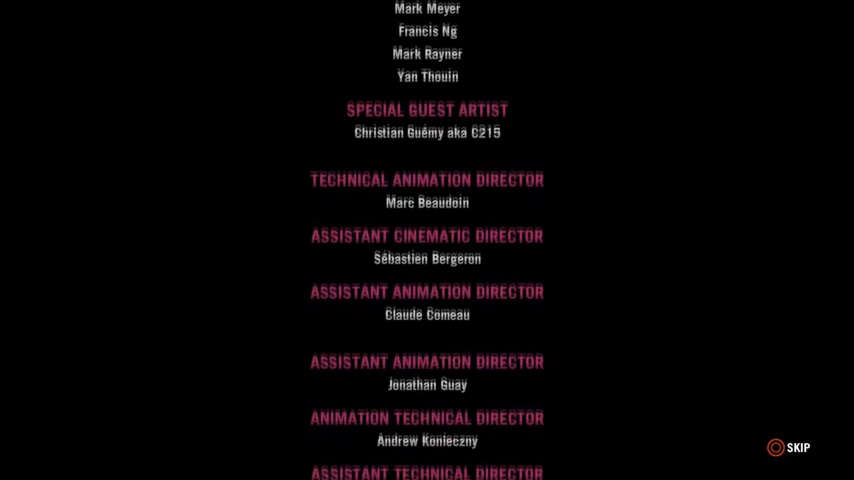 Mark Meyer
Francis Ng
Mark Rayner
Yan Thouin
SPECIAL GUEST ARTIST
Christian Guémy aka C215
TECHNICAL ANIMATION DIRECTOR
Marc Beaudoin
ASSISTANT CINEMATIC DIRECTOR
Sébastien Bergeron
ASSISTANT ANIMATION DIRECTOR
Claude Comeau
ASSISTANT ANIMATION DIRECTOR
Jonathan Guay
ANIMATION TECHNICAL DIRECTOR
Andrew Konieczny
SKIP
ASSISTANT TECHNICAL DIRECTOR